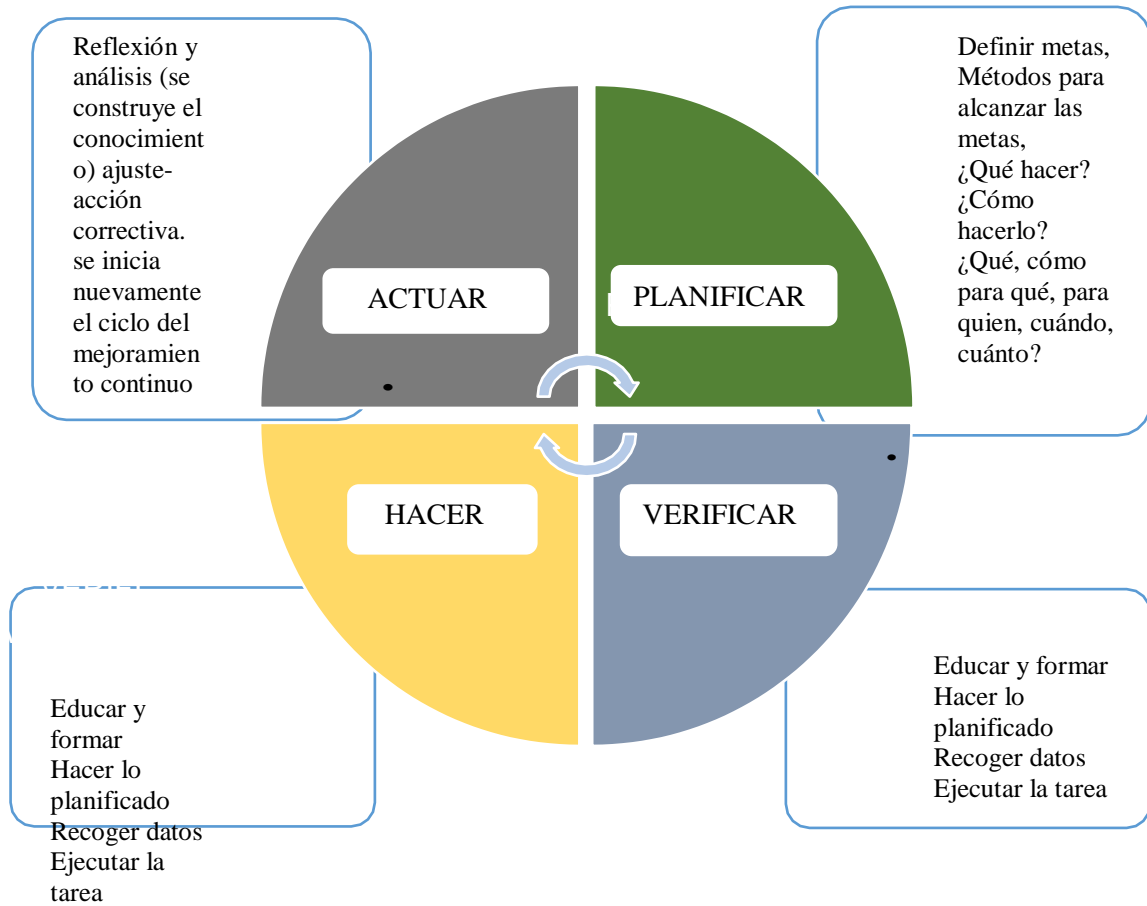 Reflexión y
análisis (se
construye el
conocimient
o) ajuste-
acción
correctiva.
se inicia
nuevamente
el ciclo del
mejoramien
to continuo
Definir metas,
Métodos para
alcanzar las
metas,
¿Qué hacer?
¿Cómo
hacerlo?
¿Qué, cómo
para qué, para
quien, cuándo,
cuánto?
ACTUAR
PLANIFICAR
HACER
VERIFICAR
Educar y
formar
Hacer lo
planificado
Recoger datos
Ejecutar la
tarea
Educar y formar
Hacer lo
planificado
Recoger datos
Ejecutar la tarea